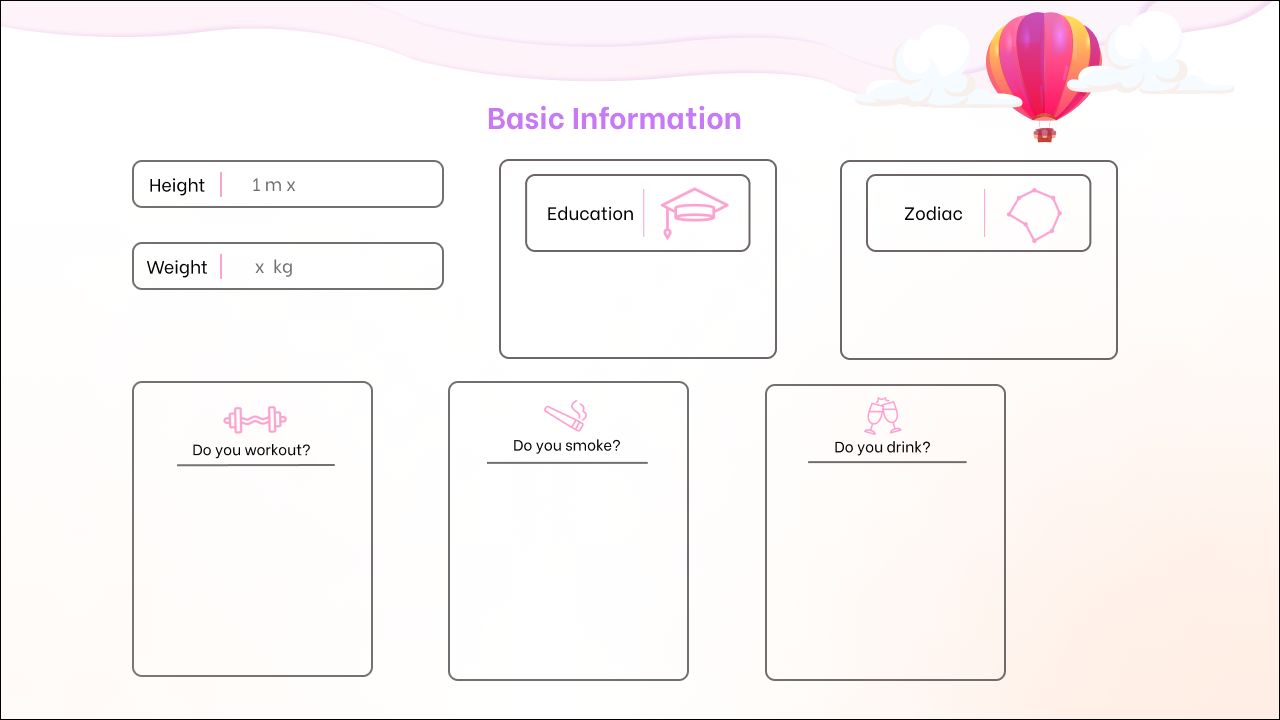 Basic Information
Height
1 m x
Education
Zodiac
Weight
x kg
Do you workout?
Do you smoke?
Do you drink?